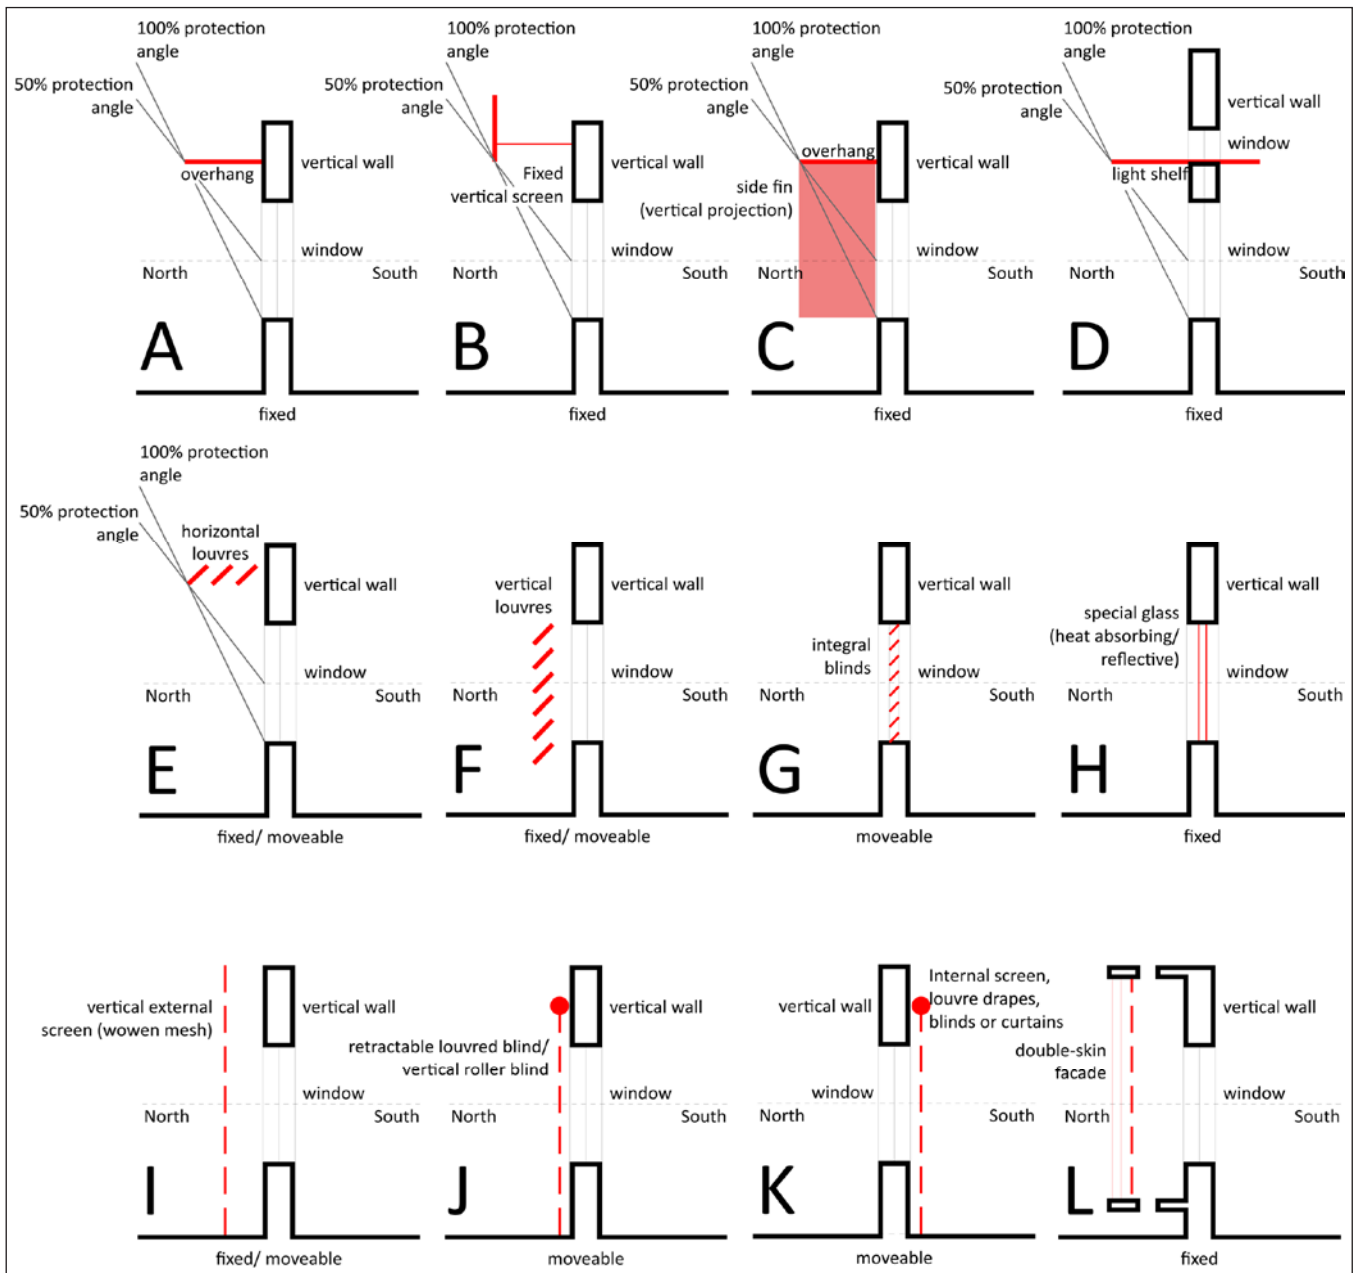 100% protection
angle
50% protection
angle
overhang
vertical wall
window
North
South
A
fixed
100% protection
angle
50% protection
angle
Fixed
vertical screen
vertical wall
window
North
South
B
fixed
100% protection
angle
50% protection
angle
overhang
side fin
(vertical projection)
vertical wall
window
North
South
C
fixed
100% protection
angle
50% protection
angle
vertical wall
window
light shelf
window
North
South
D
fixed
100% protection
angle
50% protection
angle
horizontal
louvres
vertical wall
window
North
South
E
fixed/ moveable
vertical
louvres
vertical wall
window
North
South
F
fixed/ moveable
vertical wall
integral
blinds
window
North
South
G
moveable
vertical wall
special glass
(heat absorbing/
reflective)
window
North
South
H
fixed
vertical external
screen (wowen mesh)
vertical wall
window
North
South
I
fixed/ moveable
vertical wall
retractable louvred blind/
vertical roller blind
window
North
South
J
moveable
vertical wall
Internal screen,
louvre drapes,
blinds or curtains
window
North
South
K
moveable
vertical wall
double-skin
facade
window
North
South
L
fixed